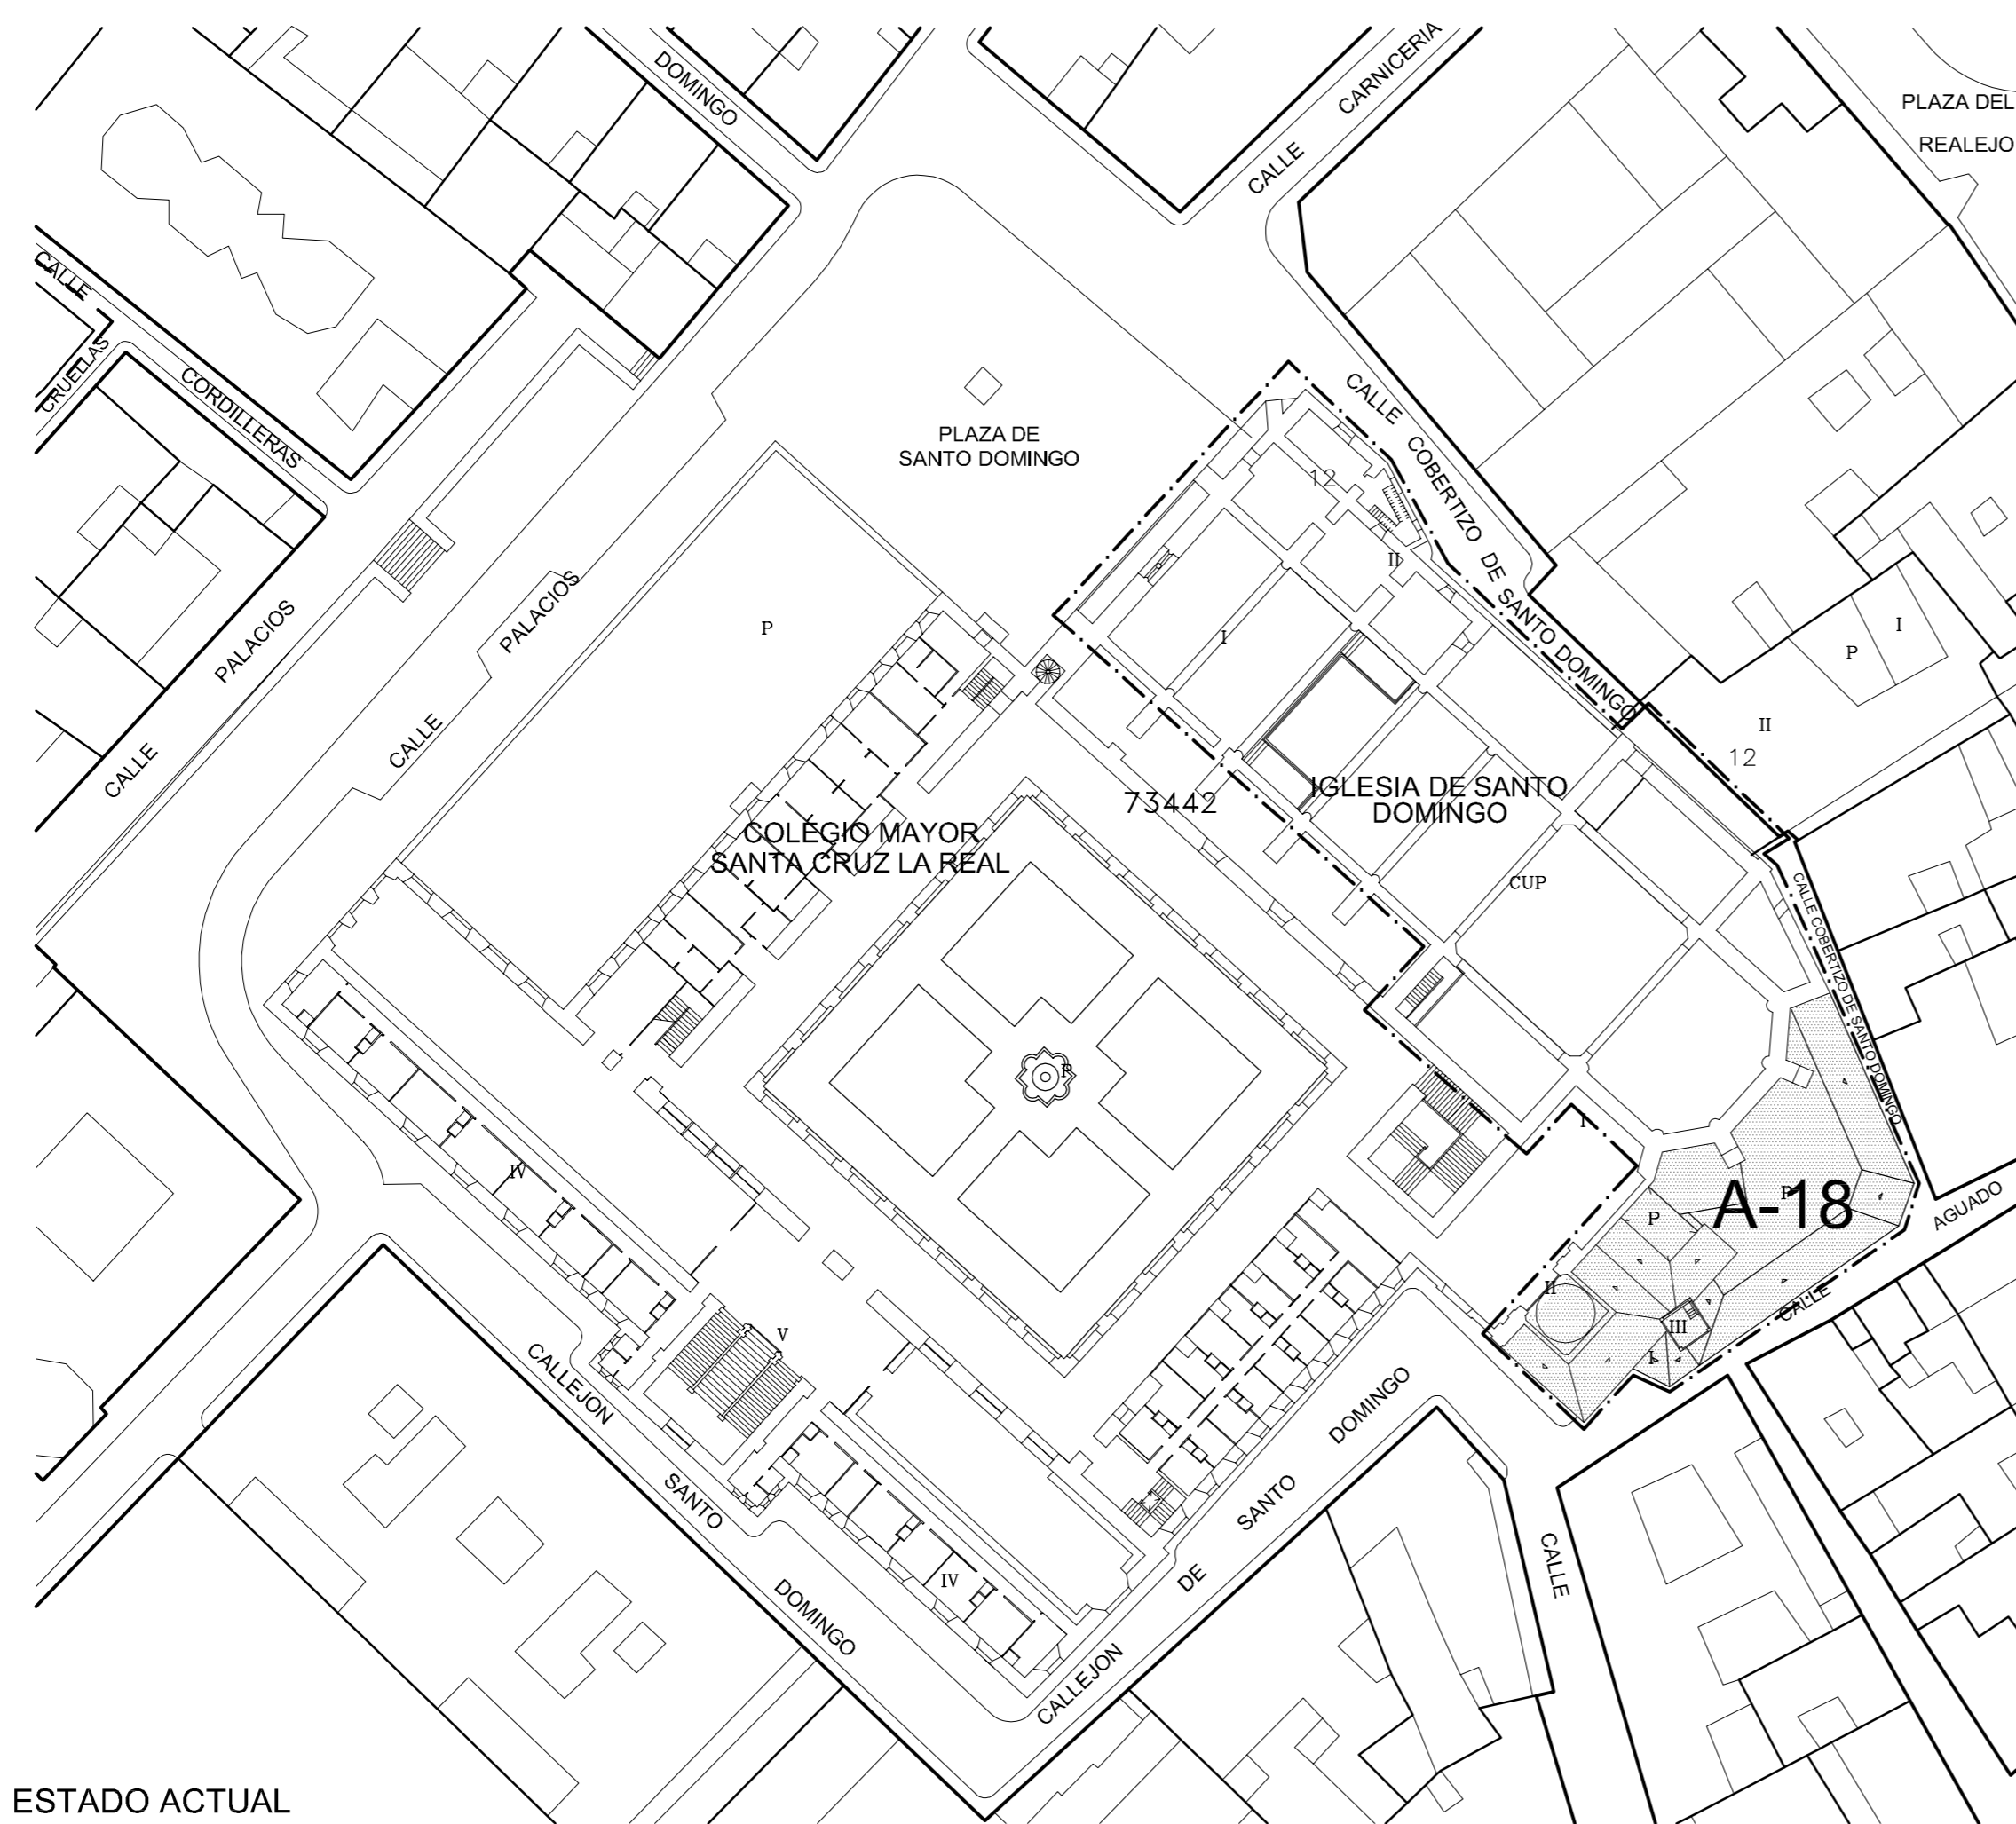 DOMINGO
CALLE CARNICERIA
PLAZA DEL
REALEJO
CALLE
CRUELLAS
CORDILLERAS
PLAZA DE
SANTO DOMINGO
CALLE COBERTIZO DE SANTO DOMINGO
12
II
I
P
CALLE PALACIOS
CALLE PALACIOS
P
I
II
12
73442
IGLESIA DE SANTO
DOMINGO
COLEGIO MAYOR
SANTA CRUZ LA REAL
CUP
CALLE COBERTIZO DE SANTO DOMINGO
P
I
IV
P
P
A-18
AGUADO
CALLE
II
III
I
V
CALLEJON SANTO DOMINGO
IV
CALLEJON DE SANTO DOMINGO
CALLE
ESTADO ACTUAL